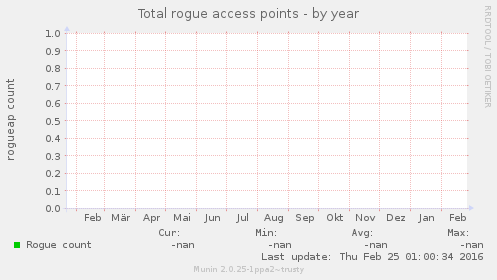 Total rogue access points - by year
RRDTOOL / TOBI OETIKER
rogueap count
1.0
0.9
0.8
0.7
0.6
0.5
0.4
0.3
0.2
0.1
0.0
Feb Mär Apr Mai Jun Jul Aug Sep Okt Nov Dez Jan Feb
Cur: Min: Avg: Max:
Rogue count -nan -nan -nan -nan
Last update: Thu Feb 25 01:00:34 2016
Munin 2.0.25-1ppa2~trusty